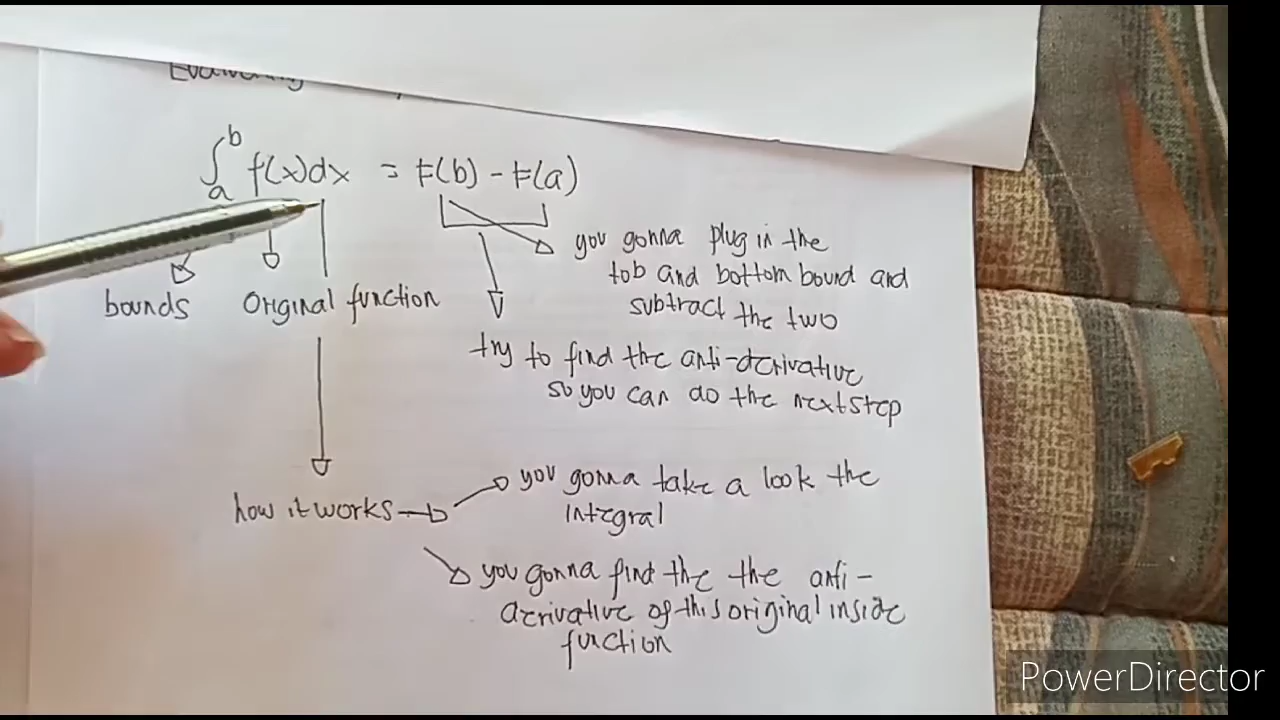 Evaluating
∫ₐᵇ f(x)dx = F(b) - F(a)
bounds
Original function
you gonna plug in the
tob and bottom bound and
subtract the two
try to find the anti-derivative
so you can do the next step
how it works
you gonna take a look the
integral
you gonna find the the anti-
derivative of this original inside
function
PowerDirector